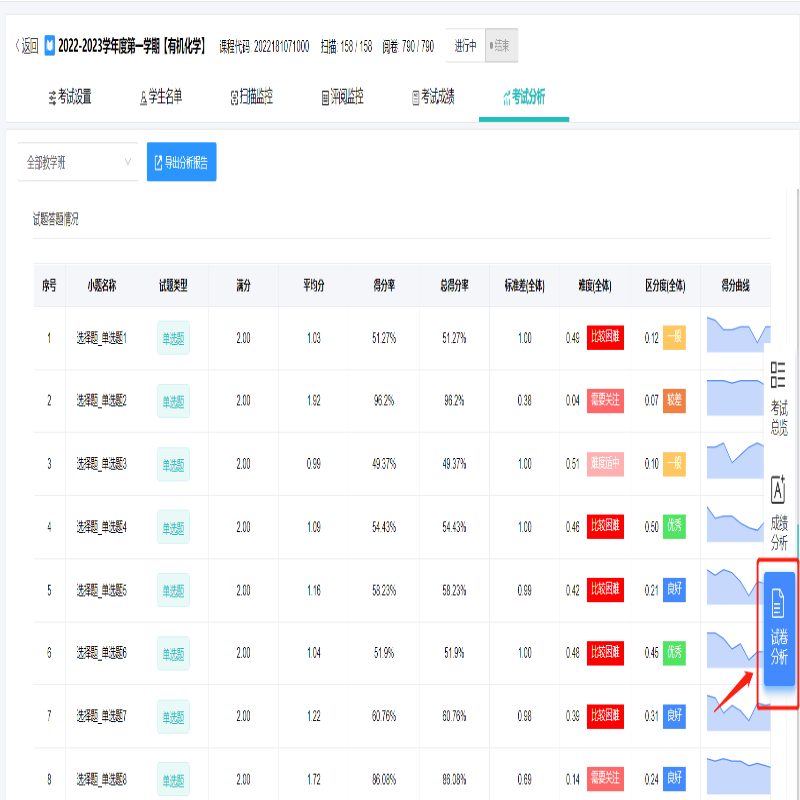 返回 2022-2023学年度第一学期【有机化学】 课程代码: 2022181071000 扫描: 158 / 158 阅卷: 790 / 790 进行中 结束
考试设置 学生名单 扫描监控 评阅监控 考试成绩 考试分析
全部教学班 导出分析报告
试题答题情况
序号 小题名称 试题类型 满分 平均分 得分率 总得分率 标准差(全体) 难度(全体) 区分度(全体) 得分曲线
1 选择题_单选题1 单选题 2.00 1.03 51.27% 51.27% 1.00 0.49 比较困难 0.12 一般
2 选择题_单选题2 单选题 2.00 1.92 96.2% 96.2% 0.38 0.04 需要关注 0.07 较差
3 选择题_单选题3 单选题 2.00 0.99 49.37% 49.37% 1.00 0.51 难度适中 0.10 一般
4 选择题_单选题4 单选题 2.00 1.09 54.43% 54.43% 1.00 0.46 比较困难 0.50 优秀
5 选择题_单选题5 单选题 2.00 1.16 58.23% 58.23% 0.99 0.42 比较困难 0.21 良好
6 选择题_单选题6 单选题 2.00 1.04 51.9% 51.9% 1.00 0.48 比较困难 0.45 优秀
7 选择题_单选题7 单选题 2.00 1.22 60.76% 60.76% 0.98 0.39 比较困难 0.31 良好
8 选择题_单选题8 单选题 2.00 1.72 86.08% 86.08% 0.69 0.14 需要关注 0.24 良好
考试
总览
成绩
分析
试卷
分析